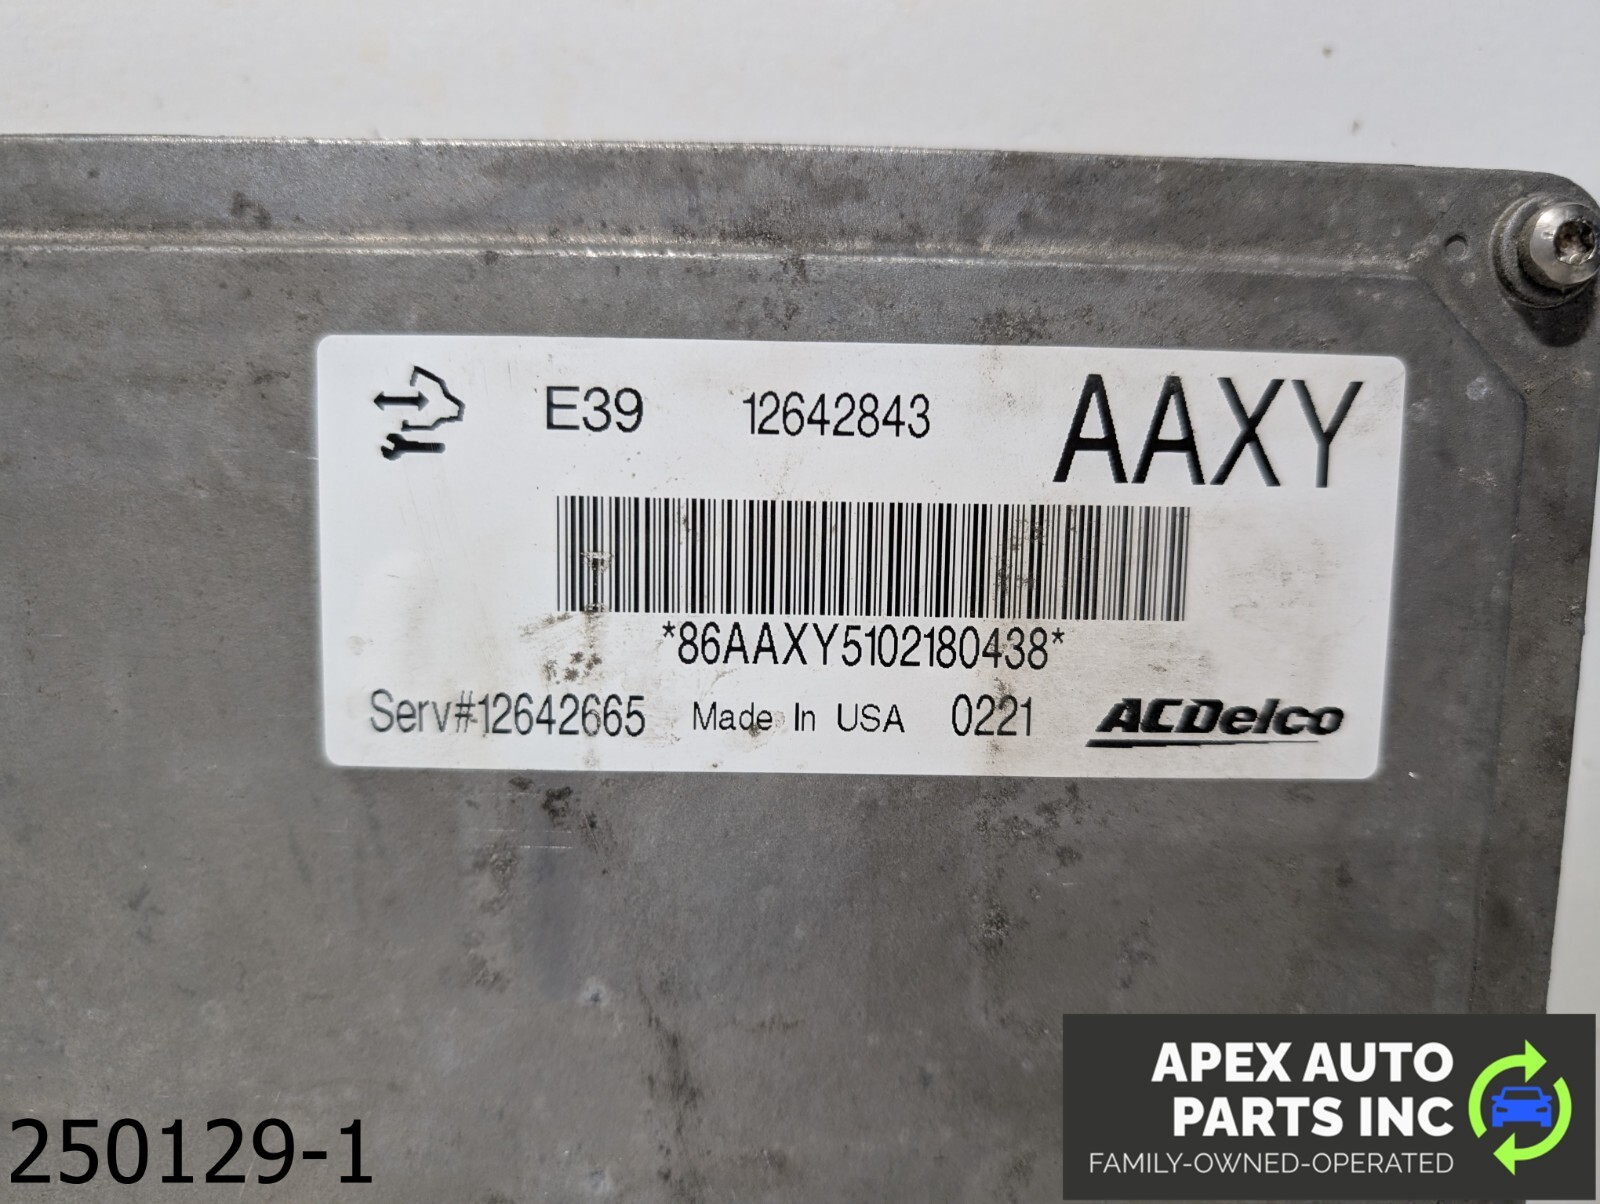 E39 12642843 AAXY
*86AAXY5102180438*
Serv#12642665 Made In USA 0221 ACDelco
APEX AUTO
PARTS INC
FAMILY-OWNED-OPERATED
250129-1